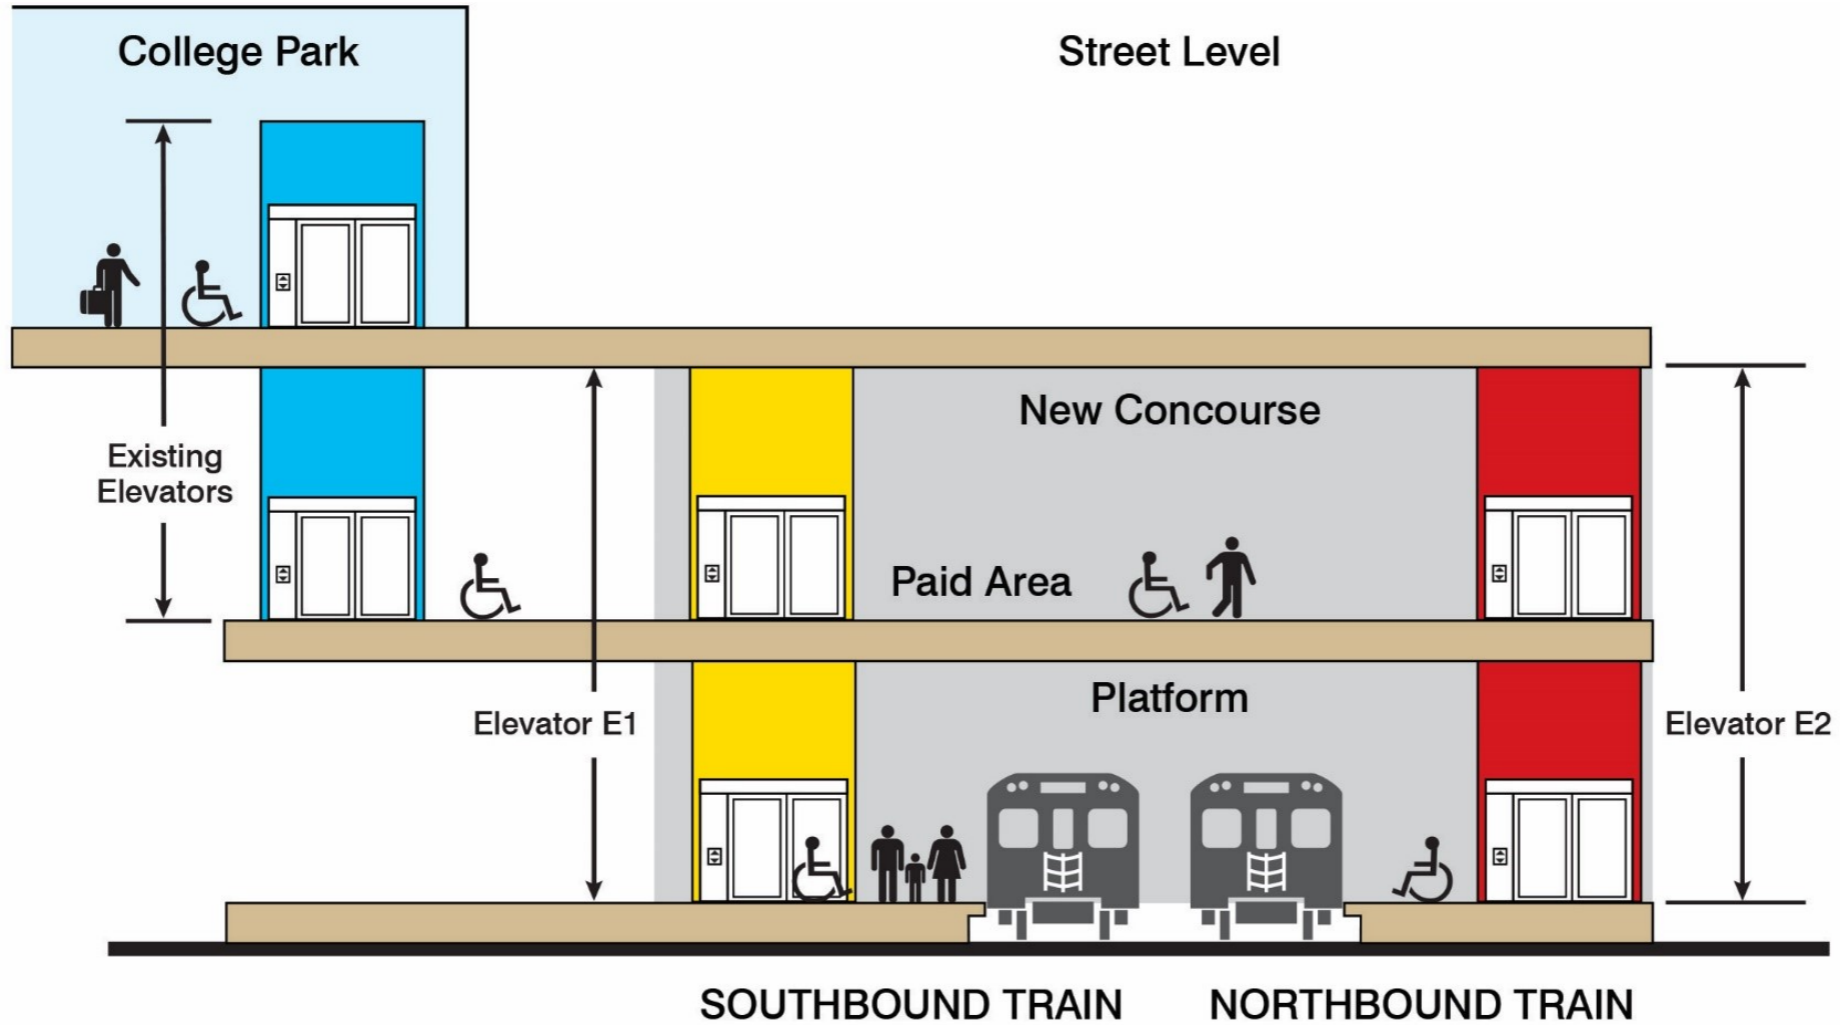 College Park
Street Level
Existing
Elevators
New Concourse
Paid Area
Elevator E1
Platform
Elevator E2
SOUTHBOUND TRAIN
NORTHBOUND TRAIN